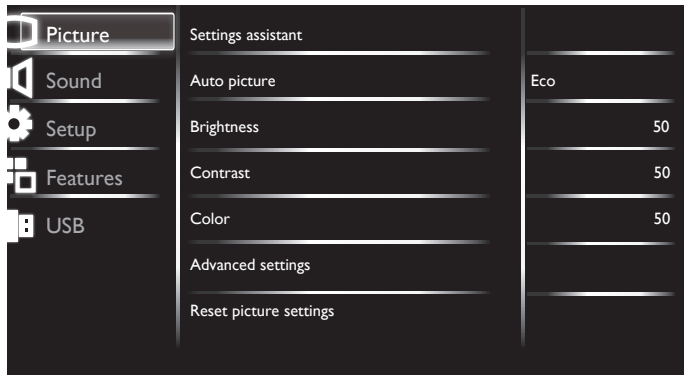 Picture
Sound
Setup
Features
USB
Settings assistant
Auto picture Eco
Brightness 50
Contrast 50
Color 50
Advanced settings
Reset picture settings